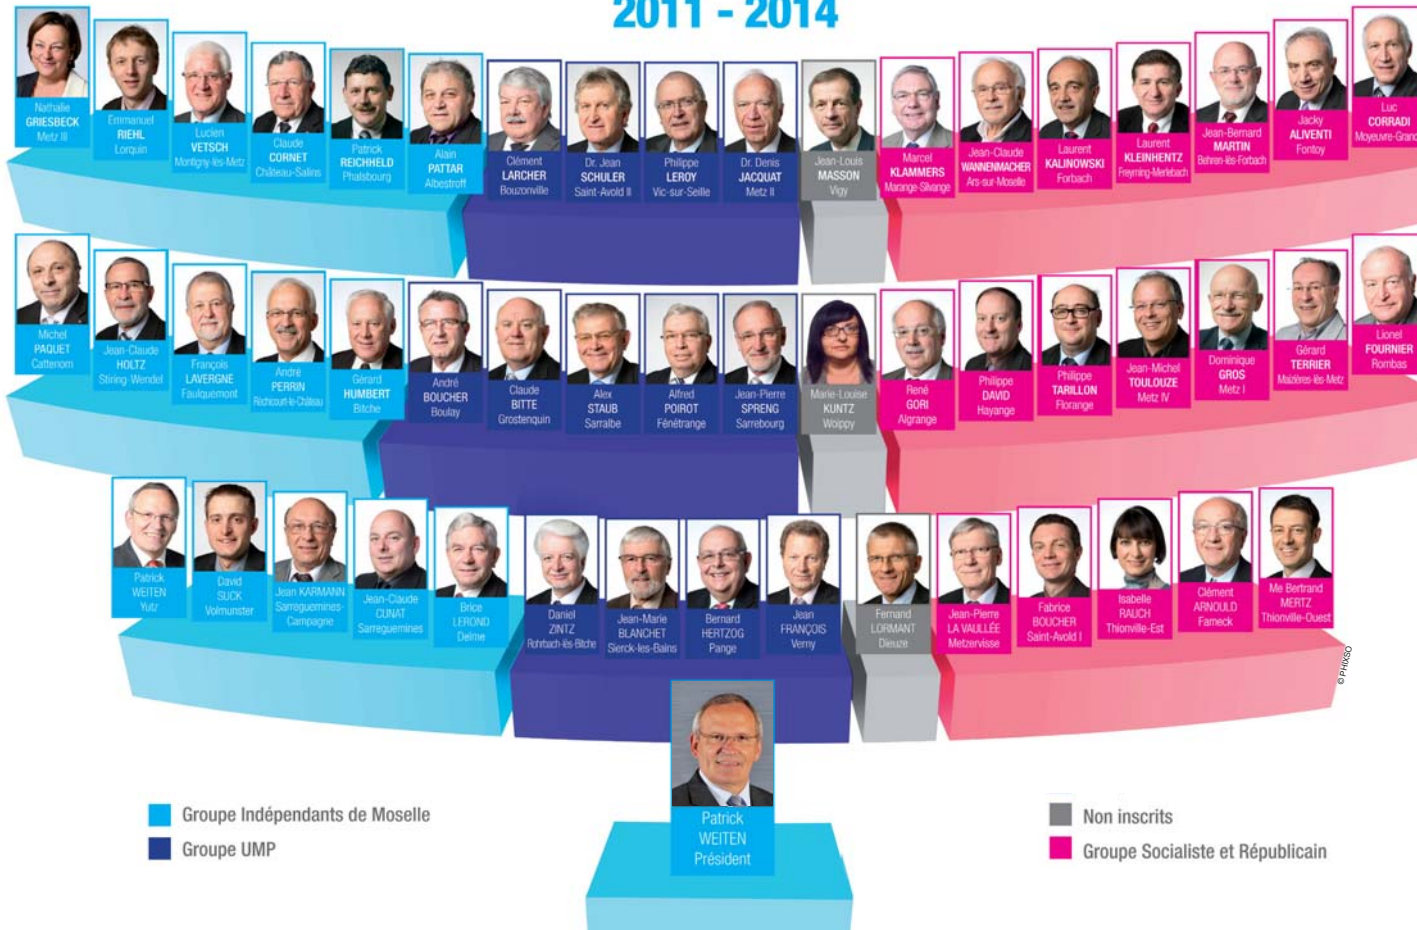 2011 - 2014
Nathalie
GRIESBECK
Metz III
Emmanuel
RIEHL
Lorquin
Lucien
VETSCH
Montigny-lès-Metz
Claude
CORNET
Château-Salins
Patrick
REICHHELD
Phalsbourg
Alain
PATTAR
Albestroff
Clément
LARCHER
Bouzonville
Dr. Jean
SCHULER
Saint-Avold II
Philippe
LEROY
Vic-sur-Seille
Dr. Denis
JACQUAT
Metz II
Jean-Louis
MASSON
Vigy
Marcel
KLAMMERS
Marange-Silvange
Jean-Claude
WANNENMACHER
Ars-sur-Moselle
Laurent
KALINOWSKI
Forbach
Laurent
KLEINHENTZ
Freyming-Merlebach
Jean-Bernard
MARTIN
Behren-lès-Forbach
Jacky
ALIVENTI
Fontoy
Luc
CORRADI
Moyeuvre-Grand
Michel
PAQUET
Cattenom
Jean-Claude
HOLTZ
Stiring-Wendel
François
LAVERGNE
Faulquemont
André
PERRIN
Réchicourt-le-Château
Gérard
HUMBERT
Bitche
André
BOUCHER
Boulay
Claude
BITTE
Grostenquin
Alex
STAUB
Sarralbe
Alfred
POIROT
Fénétrange
Jean-Pierre
SPRENG
Sarrebourg
Marie-Louise
KUNTZ
Woippy
René
GORI
Algrange
Philippe
DAVID
Hayange
Philippe
TARILLON
Florange
Jean-Michel
TOULOUZE
Metz IV
Dominique
GROS
Metz I
Gérard
TERRIER
Maizières-lès-Metz
Lionel
FOURNIER
Rombas
Patrick
WEITEN
Yutz
David
SUCK
Volmunster
Jean KARMANN
Sarreguemines-
Campagne
Jean-Claude
CUNAT
Sarreguemines
Brice
LEROND
Delme
Daniel
ZINTZ
Rohrbach-lès-Bitche
Jean-Marie
BLANCHET
Sierck-les-Bains
Bernard
HERTZOG
Pange
Jean
FRANÇOIS
Verny
Fernand
LORMANT
Dieuze
Jean-Pierre
LA VAULLÉE
Metzervisse
Fabrice
BOUCHER
Saint-Avold I
Isabelle
RAUCH
Thionville-Est
Clément
ARNOULD
Fameck
Me Bertrand
MERTZ
Thionville-Ouest
© PHIXSO
Patrick
WEITEN
Président
Groupe Indépendants de Moselle
Groupe UMP
Non inscrits
Groupe Socialiste et Républicain